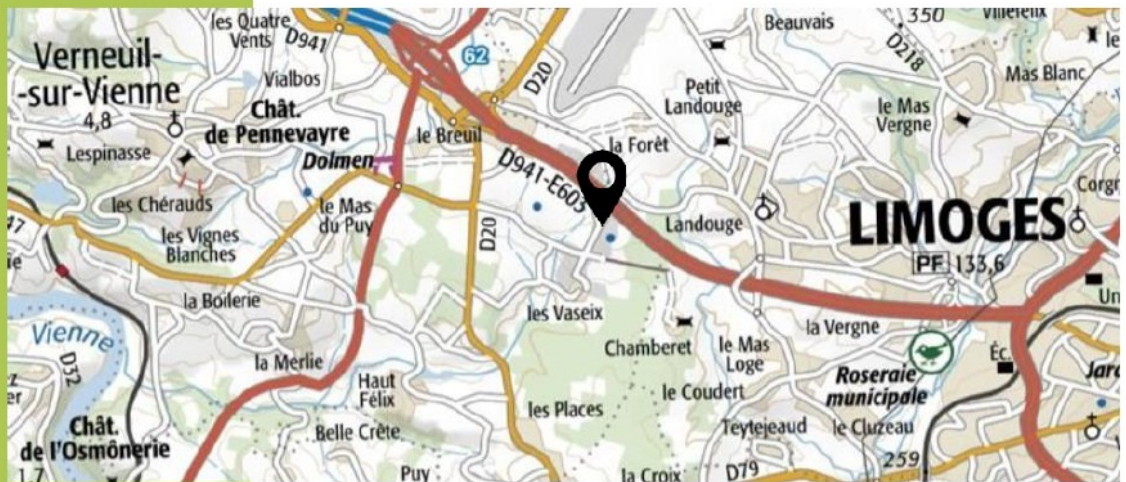 les Quatre
Vents
D941
62
D20
Beauvais
350
D218
Mas Blanc
Verneuil-
-sur-Vienne
4,8
Vialbos
Chât.
de Pennevayre
Petit
Landouge
le Mas
Vergne
le Breuil
la Forêt
Lespinasse
Dolmen
D941-E603
les Chérauds
le Mas
du Puy
Landouge
LIMOGES
PF 133,6
47
les Vignes
Blanches
D20
la Boilerie
les Vaseix
la Vergne
Vienne
D32
la Merlie
Chamberet
le Mas
Loge
Éc.
Roseraie
municipale
Haut
Félix
les Places
le Coudert
Chât.
de l'Osmônerie
Belle Crête
Teytejeaud
le Cluzeau
1,7
Puy
la Croix
D79
259